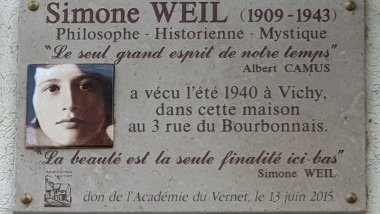 Simone WEIL (1909-1943)
Philosophe - Historienne - Mystique
"Le seul grand esprit de notre temps"
Albert CAMUS
a vécu l'été 1940 à Vichy,
dans cette maison
au 3 rue du Bourbonnais.
"La beauté est la seule finalité ici-bas"
Simone WEIL
don de l'Académie du Vernet, le 13 juin 2015.